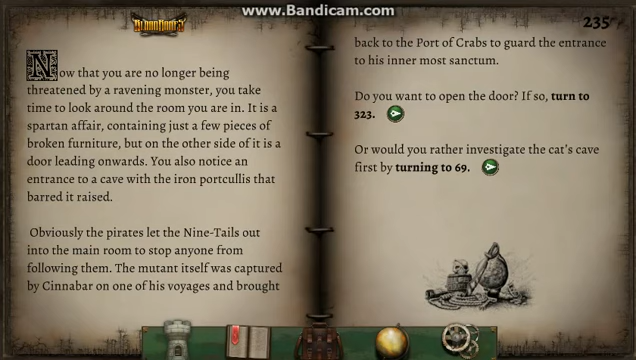 www.Bandicam.com
BLOODBONES
235
Now that you are no longer being
threatened by a ravening monster, you take
time to look around the room you are in. It is a
spartan affair, containing just a few pieces of
broken furniture, but on the other side of it is a
door leading onwards. You also notice an
entrance to a cave with the iron portcullis that
barred it raised.
Obviously the pirates let the Nine-Tails out
into the main room to stop anyone from
following them. The mutant itself was captured
by Cinnabar on one of his voyages and brought
back to the Port of Crabs to guard the entrance
to his inner most sanctum.
Do you want to open the door? If so, turn to
323.
Or would you rather investigate the cat's cave
first by turning to 69.